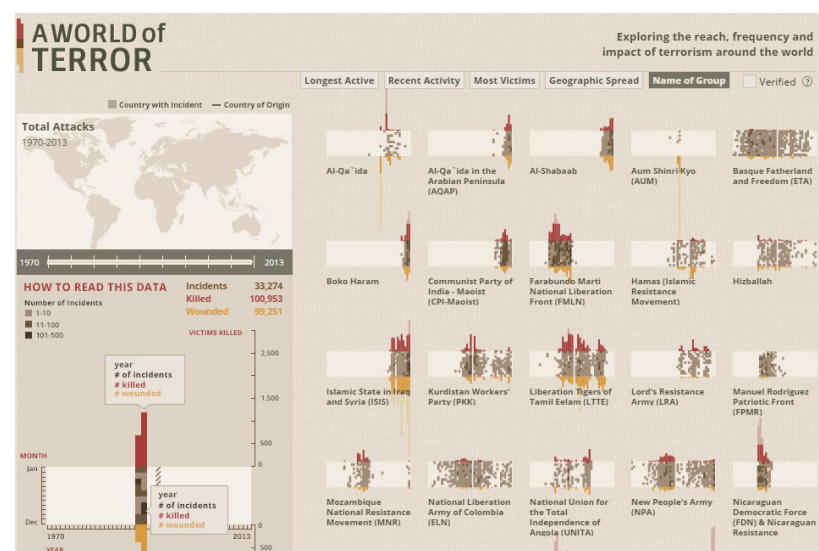 A WORLD of
TERROR
Exploring the reach, frequency and
impact of terrorism around the world
Longest Active
Recent Activity
Most Victims
Geographic Spread
Name of Group
Verified ?
Country with Incident
Country of Origin
Total Attacks
1970-2013
1970
2013
HOW TO READ THIS DATA
Number of Incidents
1-10
11-100
101-500
Incidents 33,274
Killed 100,953
Wounded 99,251
VICTIMS KILLED
2,500
1,500
500
0
year
# of incidents
# killed
# wounded
MONTH
Jan
Dec
1970
2013
year
# of incidents
# killed
# wounded
0
500
YEAR
Al-Qa`ida
Al-Qa`ida in the
Arabian Peninsula
(AQAP)
Al-Shabaab
Aum Shinri Kyo
(AUM)
Basque Fatherland
and Freedom (ETA)
Boko Haram
Communist Party of
India - Maoist
(CPI-Maoist)
Farabundo Marti
National Liberation
Front (FMLN)
Hamas (Islamic
Resistance
Movement)
Hizballah
Islamic State in Iraq
and Syria (ISIS)
Kurdistan Workers'
Party (PKK)
Liberation Tigers of
Tamil Eelam (LTTE)
Lord's Resistance
Army (LRA)
Manuel Rodriguez
Patriotic Front
(FPMR)
Mozambique
National Resistance
Movement (MNR)
National Liberation
Army of Colombia
(ELN)
National Union for
the Total
Independence of
Angola (UNITA)
New People's Army
(NPA)
Nicaraguan
Democratic Force
(FDN) & Nicaraguan
Resistance